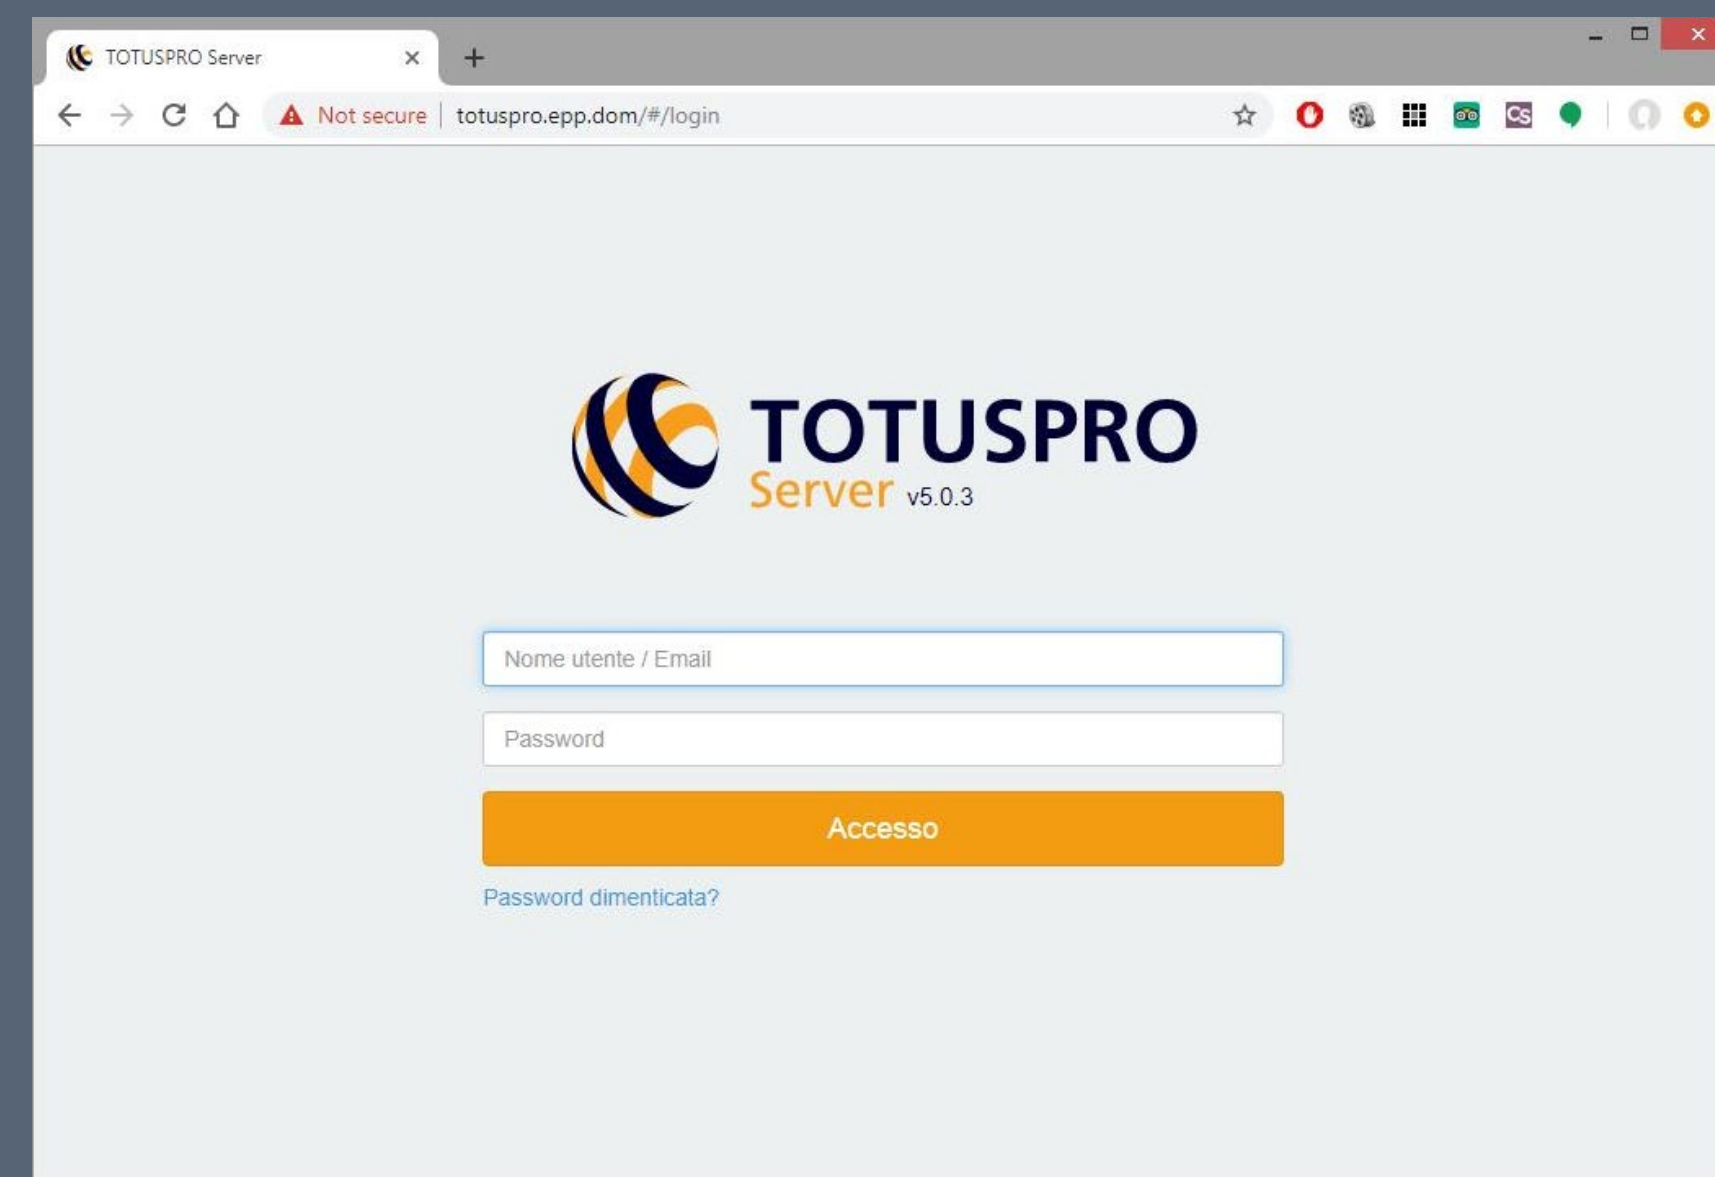 TOTUSPRO Server
Not secure | totuspro.epp.dom/#/login
CS
TOTUSPRO
Server v5.0.3
Nome utente / Email
Password
Accesso
Password dimenticata?